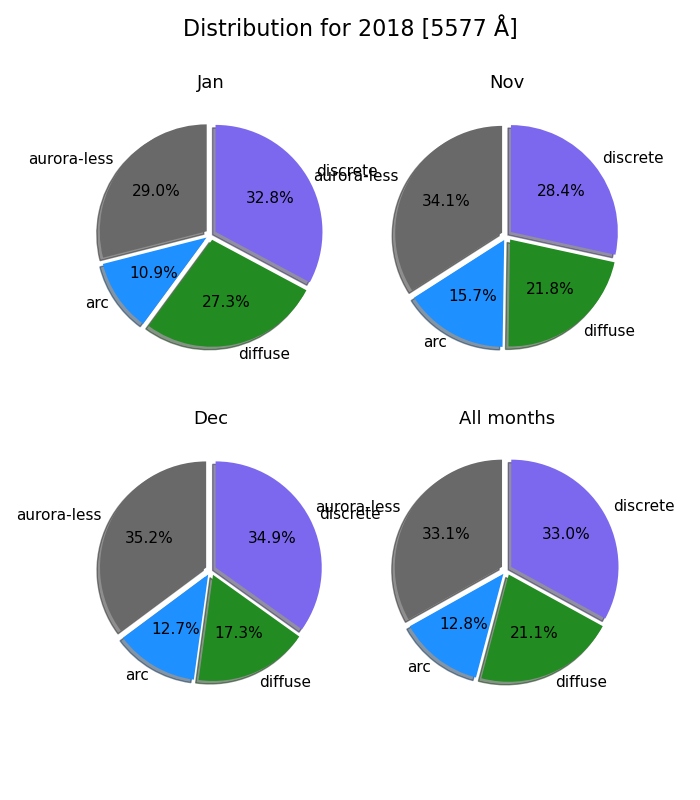 Distribution for 2018 [5577 Å]
Jan
aurora-less
29.0%
32.8%
discrete
10.9%
arc
27.3%
diffuse
Nov
aurora-less
34.1%
28.4%
discrete
15.7%
arc
21.8%
diffuse
Dec
aurora-less
35.2%
34.9%
discrete
12.7%
arc
17.3%
diffuse
All months
aurora-less
33.1%
33.0%
discrete
12.8%
arc
21.1%
diffuse